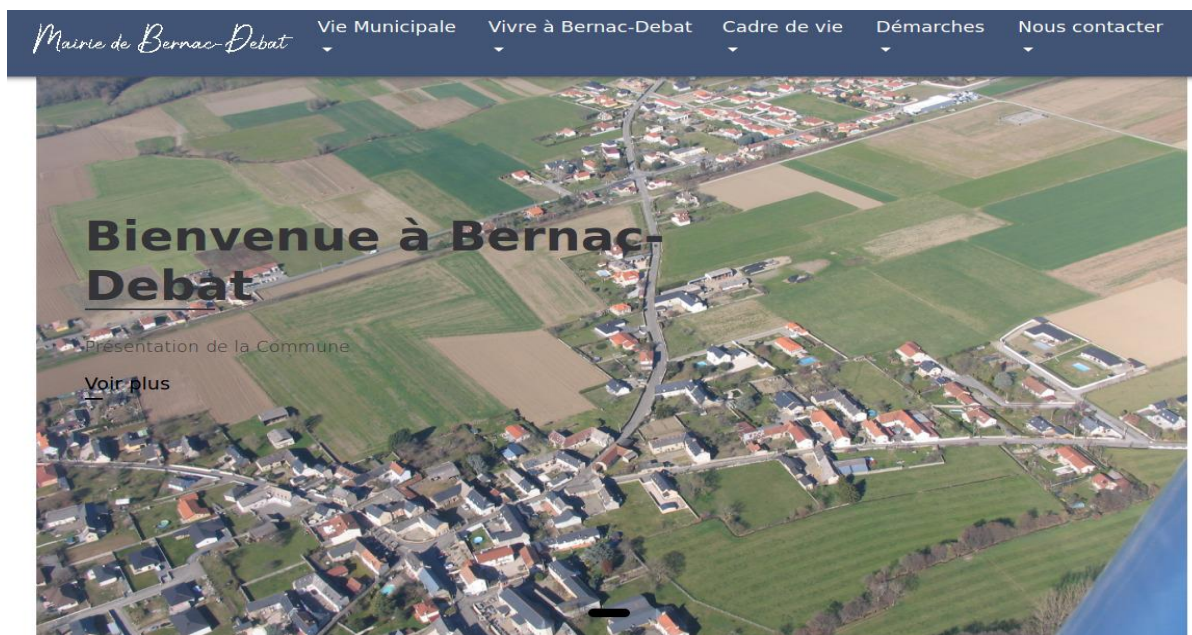 Mairie de Bernac-Debat
Vie Municipale
Vivre à Bernac-Debat
Cadre de vie
Démarches
Nous contacter
Bienvenue à Bernac-
Debat
Présentation de la Commune
Voir plus